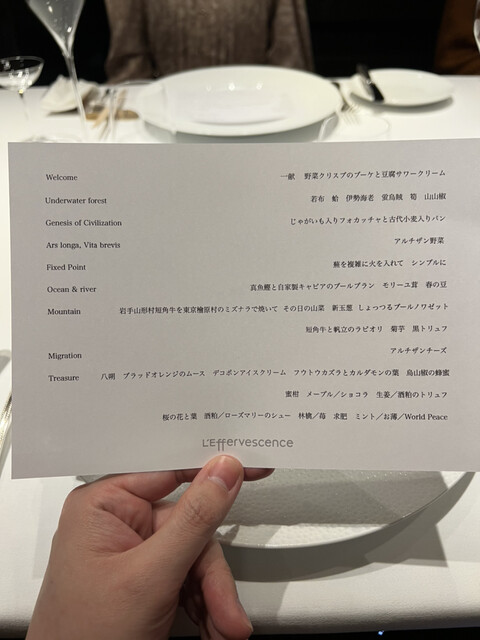 Welcome 一献 野菜クリスプのブーケと豆腐サワークリーム
Underwater forest 若布 蛤 伊勢海老 蛍烏賊 筍 山山椒
Genesis of Civilization じゃがいも入りフォカッチャと古代小麦入りパン
Ars longa, Vita brevis アルチザン野菜
Fixed Point 蕪を複雑に火を入れて シンプルに
Ocean & river 真魚鰹と自家製キャビアのブールブラン モリーユ茸 春の豆
Mountain 岩手山形村短角牛を東京檜原村のミズナラで焼いて その日の山菜 新玉葱 しょっつるブールノワゼット
短角牛と帆立のラビオリ 菊芋 黒トリュフ
Migration アルチザンチーズ
Treasure 八朔 ブラッドオレンジのムース デコポンアイスクリーム フウトウカズラとカルダモンの葉 烏山椒の蜂蜜
蜜柑 メープル/ショコラ 生姜/酒粕のトリュフ
桜の花と葉 酒粕/ローズマリーのシュー 林檎/苺 求肥 ミント/お薄/World Peace
L'Effervescence